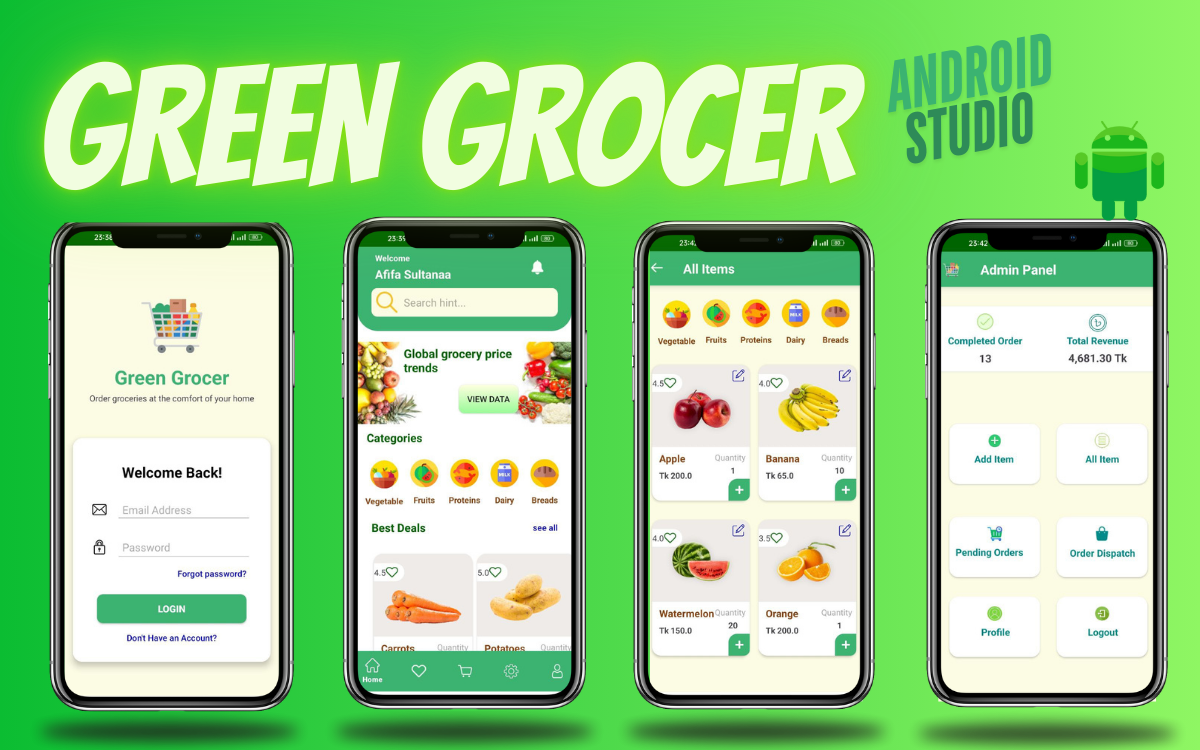 GREEN GROCER
ANDROID
STUDIO
23:38
Green Grocer
Order groceries at the comfort of your home
Welcome Back!
Email Address
Password
Forgot password?
LOGIN
Don't Have an Account?
23:39
Welcome
Afifa Sultanaa
Search hint...
Global grocery price
trends
VIEW DATA
Categories
MILK
Vegetable Fruits Proteins Dairy Breads
Best Deals see all
4.5 5.0
Carrots Quantity Potatoes Quantity
Home
23:42
All Items
MILK
Vegetable Fruits Proteins Dairy Breads
4.5 4.0
Apple Quantity Banana Quantity
Tk 200.0 1 Tk 65.0 10
+ +
4.0 3.5
Watermelon Quantity Orange Quantity
Tk 150.0 20 Tk 200.0 1
+ +
23:42
80
Admin Panel
Completed Order Total Revenue
13 4,681.30 Tk
Add Item All Item
Pending Orders Order Dispatch
Profile Logout